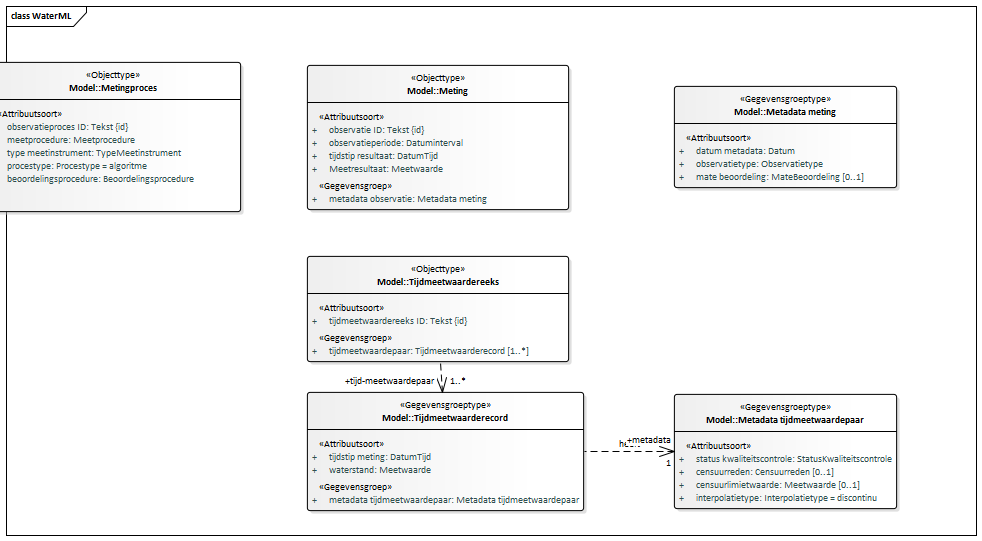 class WaterML
«Objecttype»
Model::Metingproces
«Attribuutsoort»
observatieproces ID: Tekst {id}
meetprocedure: Meetprocedure
type meetinstrument: TypeMeetinstrument
procestype: Procestype = algoritme
beoordelingsprocedure: Beoordelingsprocedure
«Objecttype»
Model::Meting
«Attribuutsoort»
+ observatie ID: Tekst {id}
+ observatieperiode: Datuminterval
+ tijdstip resultaat: DatumTijd
+ Meetresultaat: Meetwaarde
«Gegevensgroep»
+ metadata observatie: Metadata meting
«Gegevensgroeptype»
Model::Metadata meting
«Attribuutsoort»
+ datum metadata: Datum
+ observatietype: Observatietype
+ mate beoordeling: MateBeoordeling [0..1]
«Objecttype»
Model::Tijdmeetwaardereeks
«Attribuutsoort»
+ tijdmeetwaardereeks ID: Tekst {id}
«Gegevensgroep»
+ tijdmeetwaardepaar: Tijdmeetwaarderecord [1..*]
+tijd-meetwaardepaar 1..*
«Gegevensgroeptype»
Model::Tijdmeetwaarderecord
«Attribuutsoort»
+ tijdstip meting: DatumTijd
+ waterstand: Meetwaarde
«Gegevensgroep»
+ metadata tijdmeetwaardepaar: Metadata tijdmeetwaardepaar
+metadata
1
«Gegevensgroeptype»
Model::Metadata tijdmeetwaardepaar
«Attribuutsoort»
+ status kwaliteitscontrole: StatusKwaliteitscontrole
+ censuurreden: Censuurreden [0..1]
+ censuurlimietwaarde: Meetwaarde [0..1]
+ interpolatietype: Interpolatietype = discontinu